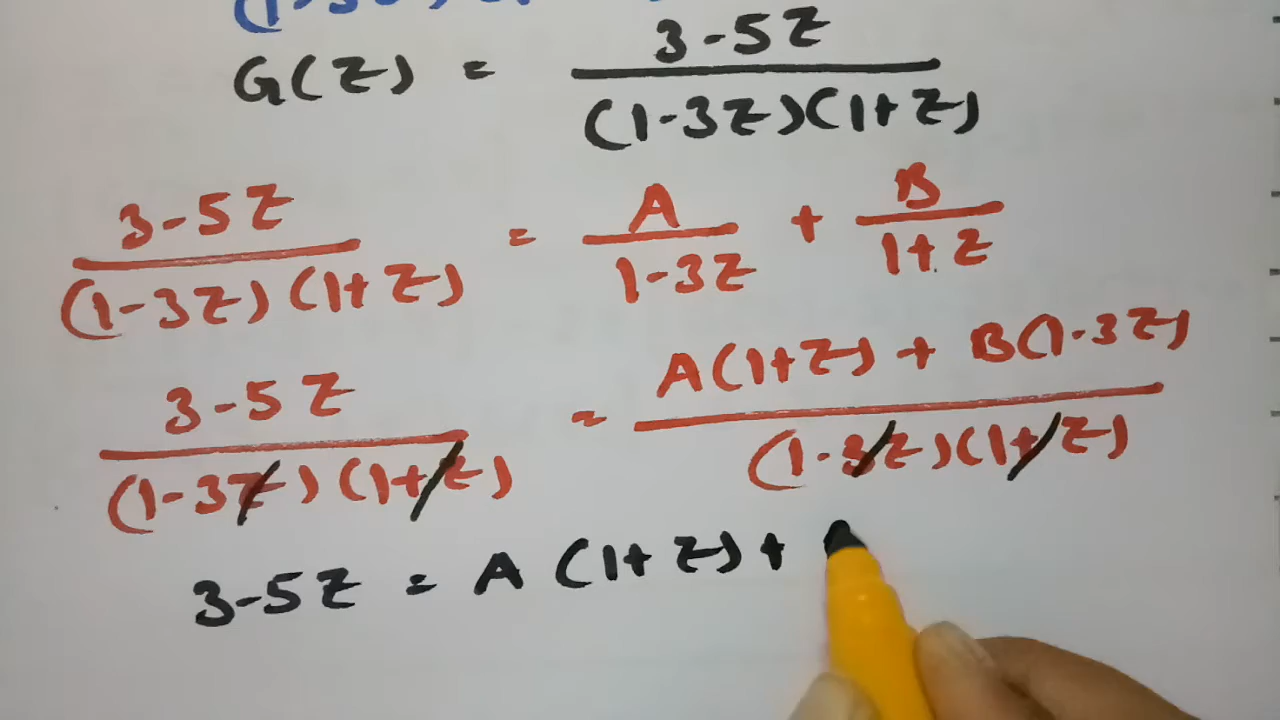 G(Z) = 3-5Z / (1-3Z)(1+Z)
3-5Z / (1-3Z)(1+Z) = A / 1-3Z + B / 1+Z
3-5Z / (1-3Z)(1+Z) = A(1+Z) + B(1-3Z) / (1-3Z)(1+Z)
3-5Z = A(1+Z)+